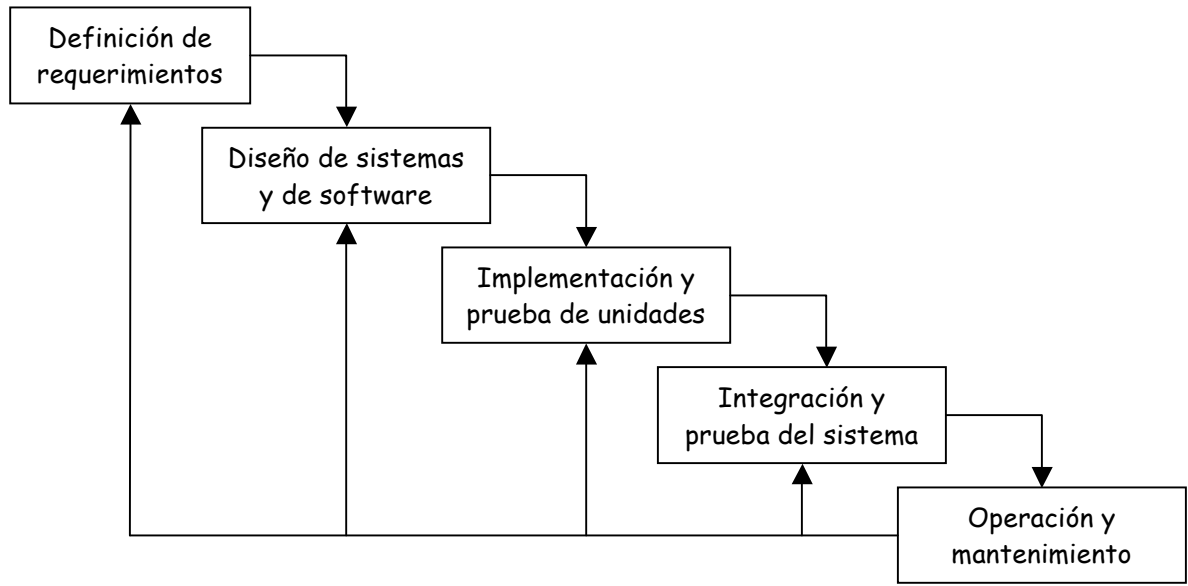 Definición de
requerimientos
Diseño de sistemas
y de software
Implementación y
prueba de unidades
Integración y
prueba del sistema
Operación y
mantenimiento